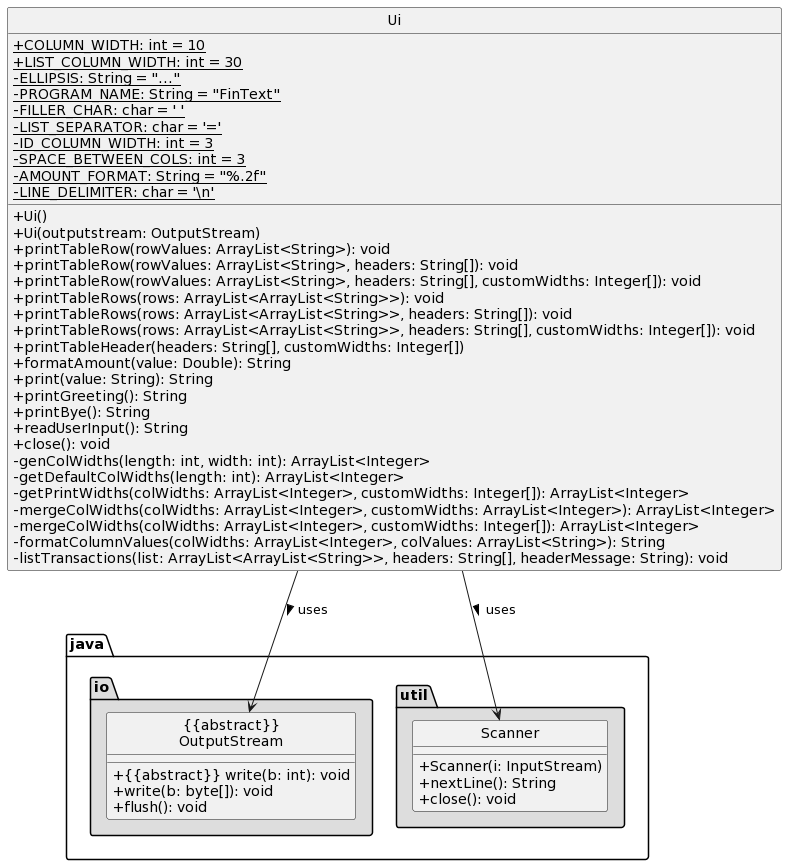 Ui
+COLUMN_WIDTH: int = 10
+LIST_COLUMN_WIDTH: int = 30
-ELLIPSIS: String = "..."
-PROGRAM_NAME: String = "FinText"
-FILLER_CHAR: char = ' '
-LIST_SEPARATOR: char = '='
-ID_COLUMN_WIDTH: int = 3
-SPACE_BETWEEN_COLS: int = 3
-AMOUNT_FORMAT: String = "%.2f"
-LINE_DELIMITER: char = '\n'
+Ui()
+Ui(outputstream: OutputStream)
+printTableRow(rowValues: ArrayList<String>): void
+printTableRow(rowValues: ArrayList<String>, headers: String[]): void
+printTableRow(rowValues: ArrayList<String>, headers: String[], customWidths: Integer[]): void
+printTableRows(rows: ArrayList<ArrayList<String>>): void
+printTableRows(rows: ArrayList<ArrayList<String>>, headers: String[]): void
+printTableRows(rows: ArrayList<ArrayList<String>>, headers: String[], customWidths: Integer[]): void
+printTableHeader(headers: String[], customWidths: Integer[])
+formatAmount(value: Double): String
+print(value: String): String
+printGreeting(): String
+printBye(): String
+readUserInput(): String
+close(): void
-genColWidths(length: int, width: int): ArrayList<Integer>
-getDefaultColWidths(length: int): ArrayList<Integer>
-getPrintWidths(colWidths: ArrayList<Integer>, customWidths: Integer[]): ArrayList<Integer>
-mergeColWidths(colWidths: ArrayList<Integer>, customWidths: ArrayList<Integer>): ArrayList<Integer>
-mergeColWidths(colWidths: ArrayList<Integer>, customWidths: Integer[]): ArrayList<Integer>
-formatColumnValues(colWidths: ArrayList<Integer>, colValues: ArrayList<String>): String
-listTransactions(list: ArrayList<ArrayList<String>>, headers: String[], headerMessage: String): void
uses
uses
java
io
{{abstract}}
OutputStream
+{{abstract}} write(b: int): void
+write(b: byte[]): void
+flush(): void
util
Scanner
+Scanner(i: InputStream)
+nextLine(): String
+close(): void